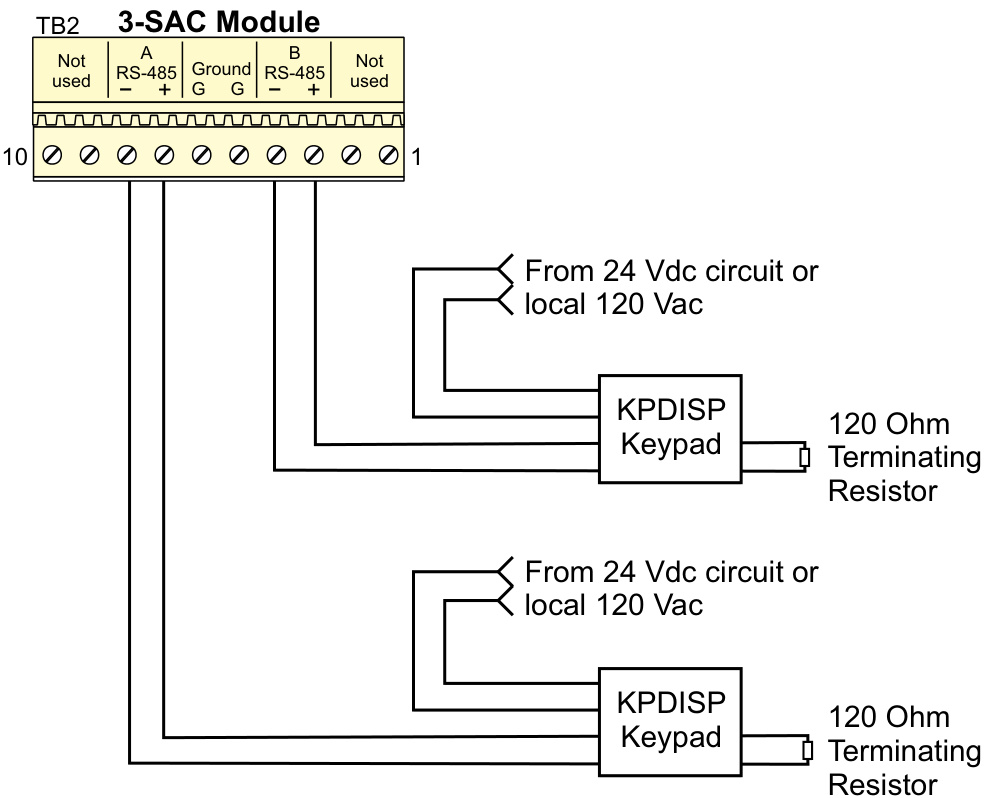 TB2
3-SAC Module
Not
used
A
RS-485
− +
Ground
G G
B
RS-485
− +
Not
used
10
1
From 24 Vdc circuit or
local 120 Vac
KPDISP
Keypad
120 Ohm
Terminating
Resistor
From 24 Vdc circuit or
local 120 Vac
KPDISP
Keypad
120 Ohm
Terminating
Resistor